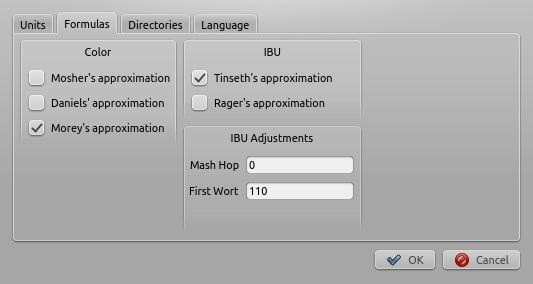 Units Formulas Directories Language
Color
Mosher's approximation
Daniels' approximation
Morey's approximation
IBU
Tinseth's approximation
Rager's approximation
IBU Adjustments
Mash Hop 0
First Wort 110
OK Cancel